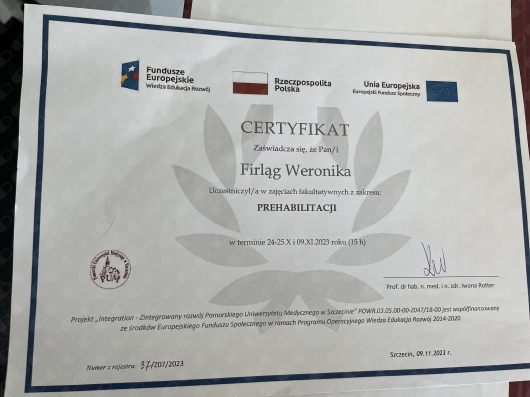 Fundusze
Europejskie
Wiedza Edukacja Rozwój
Rzeczpospolita
Polska
Unia Europejska
Europejski Fundusz Społeczny
CERTYFIKAT
Zaświadcza się, że Pan/i
Firląg Weronika
Uczestniczył/a w zajęciach fakultatywnych z zakresu:
PREHABILITACJI
w terminie 24-25.X i 09.XI.2023 roku (15 h)
Prof. dr hab. n. med. i n. zdr. Iwona Rotter
Projekt „Integration - Zintegrowany rozwój Pomorskiego Uniwersytetu Medycznego w Szczecinie" POWR.03.05.00-00-Z047/18-00 jest współfinansowany
ze środków Europejskiego Funduszu Społecznego w ramach Programu Operacyjnego Wiedza Edukacja Rozwój 2014-2020
Numer z rejestru: 37/ZD7/2023
Szczecin, 09.11.2023 r.